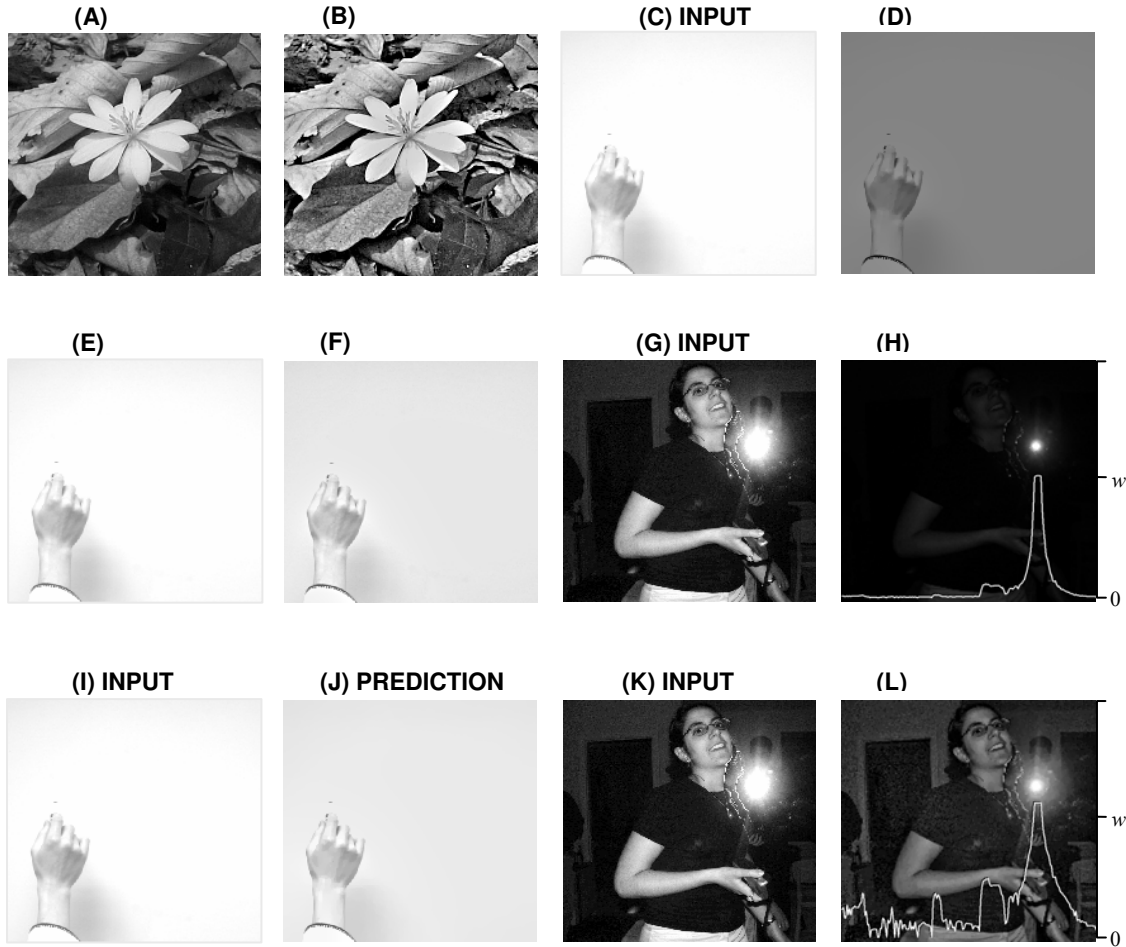 (A)
(B)
(C) INPUT
(D)
(E)
(F)
(G) INPUT
(H)
w
0
(I) INPUT
(J) PREDICTION
(K) INPUT
(L)
w
0